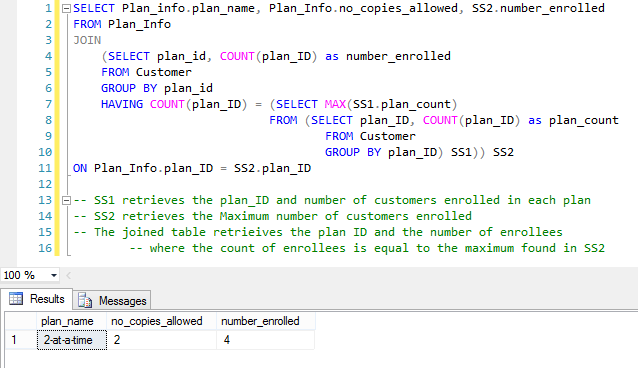 1 SELECT Plan_info.plan_name, Plan_Info.no_copies_allowed, SS2.number_enrolled
2 FROM Plan_Info
3 JOIN
4 (SELECT plan_id, COUNT(plan_ID) as number_enrolled
5 FROM Customer
6 GROUP BY plan_id
7 HAVING COUNT(plan_ID) = (SELECT MAX(SS1.plan_count)
8 FROM (SELECT plan_ID, COUNT(plan_ID) as plan_count
9 FROM Customer
10 GROUP BY plan_ID) SS1)) SS2
11 ON Plan_Info.plan_ID = SS2.plan_ID
12
13 -- SS1 retrieves the plan_ID and number of customers enrolled in each plan
14 -- SS2 retrieves the Maximum number of customers enrolled
15 -- The joined table retrieives the plan ID and the number of enrollees
16 -- where the count of enrollees is equal to the maximum found in SS2
100 %
Results Messages
plan_name no_copies_allowed number_enrolled
1 2-at-a-time 2 4